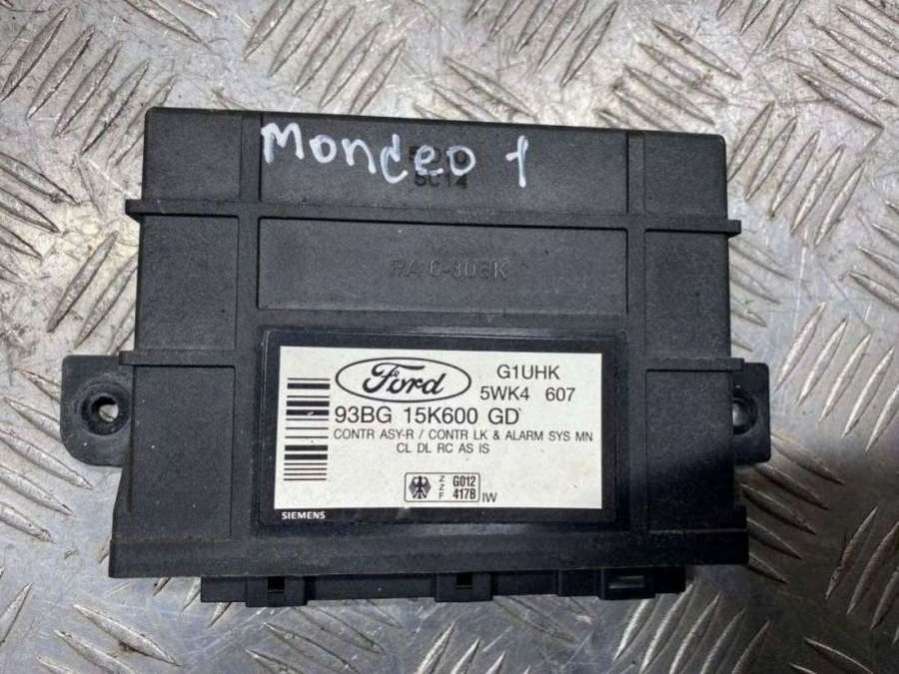 Mondeo 1
Ford
G1UHK
5WK4 607
93BG 15K600 GD
CONTR ASY-R / CONTR LK & ALARM SYS MN
CL DL RC AS IS
Z Z F
G012
417B
IW
SIEMENS